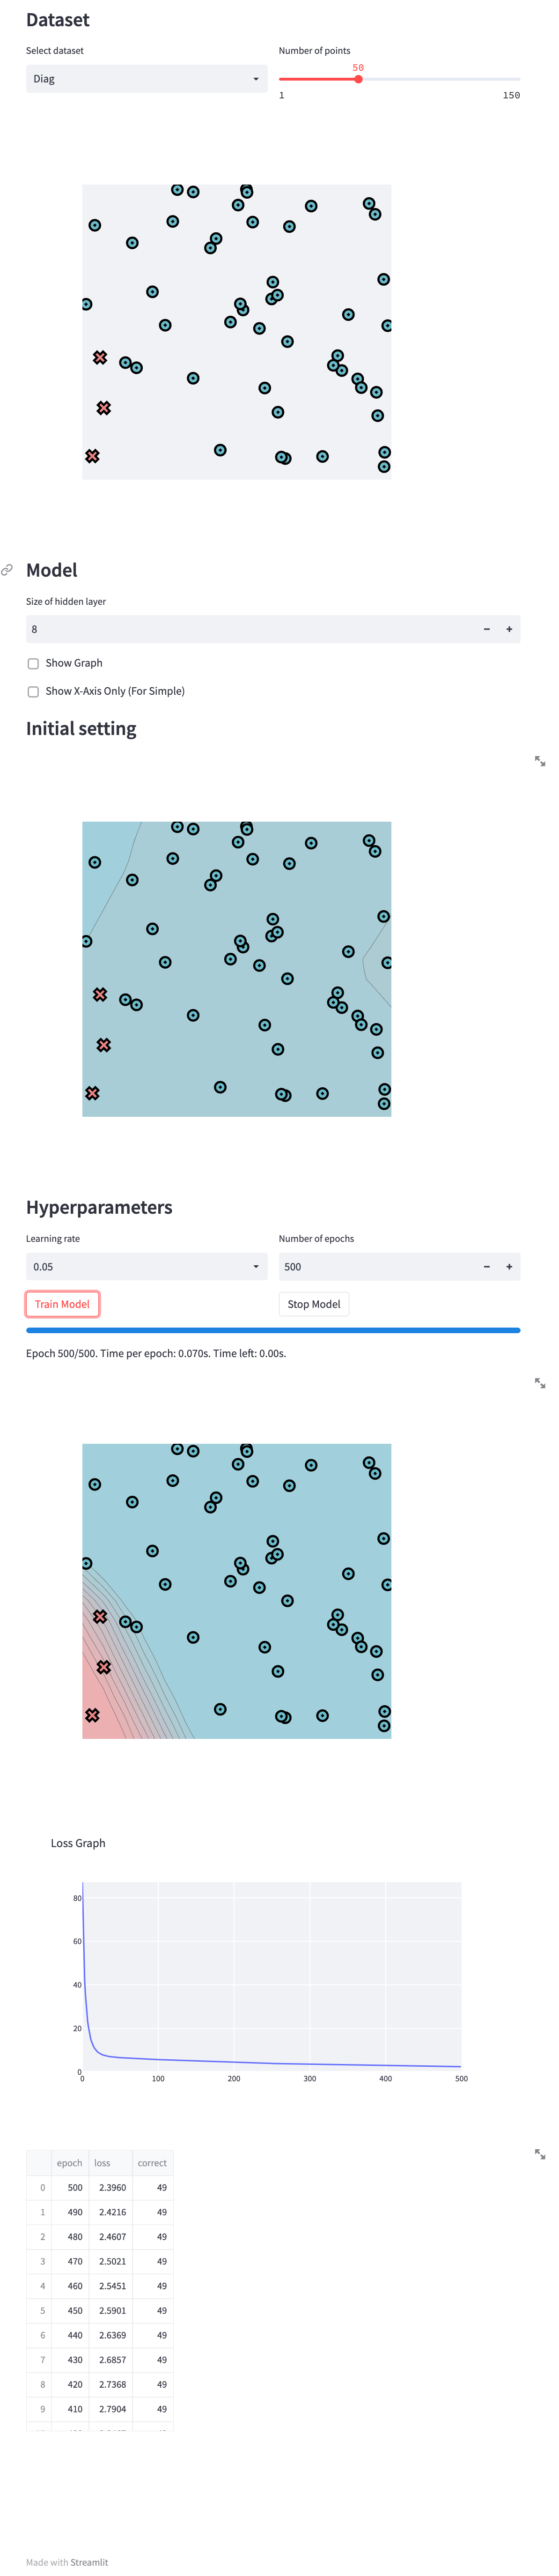 Dataset
Select dataset
Number of points
Diag
50
1
150
Model
Size of hidden layer
8
Show Graph
Show X-Axis Only (For Simple)
Initial setting
Hyperparameters
Learning rate
Number of epochs
0.05
500
Train Model
Stop Model
Epoch 500/500. Time per epoch: 0.070s. Time left: 0.00s.
Loss Graph
80
60
40
20
0
0 100 200 300 400 500
epoch loss correct
0 500 2.3960 49
1 490 2.4216 49
2 480 2.4607 49
3 470 2.5021 49
4 460 2.5451 49
5 450 2.5901 49
6 440 2.6369 49
7 430 2.6857 49
8 420 2.7368 49
9 410 2.7904 49
Made with Streamlit